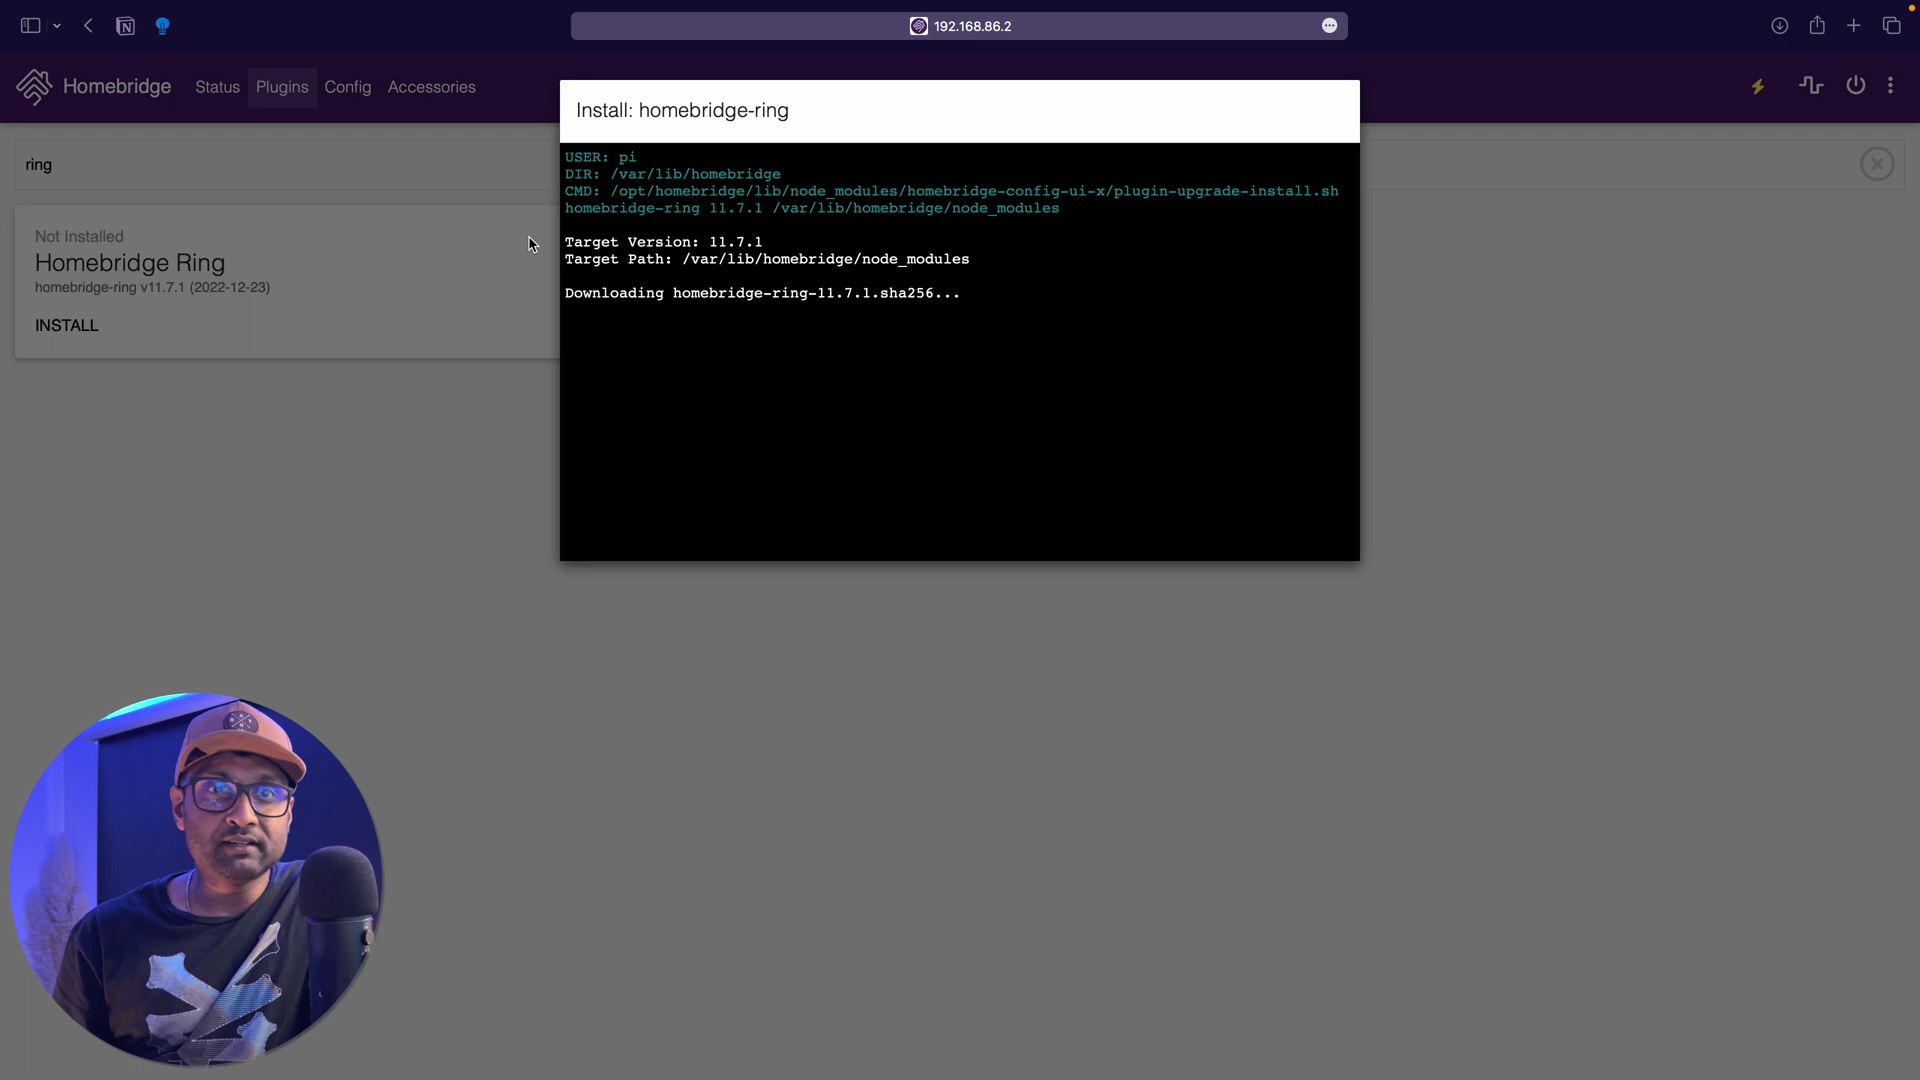 192.168.86.2
Homebridge
Status
Plugins
Config
Accessories
Install: homebridge-ring
ring
USER: pi
DIR: /var/lib/homebridge
CMD: /opt/homebridge/lib/node_modules/homebridge-config-ui-x/plugin-upgrade-install.sh
homebridge-ring 11.7.1 /var/lib/homebridge/node_modules
Target Version: 11.7.1
Target Path: /var/lib/homebridge/node_modules
Downloading homebridge-ring-11.7.1.sha256...
Not Installed
Homebridge Ring
homebridge-ring v11.7.1 (2022-12-23)
INSTALL